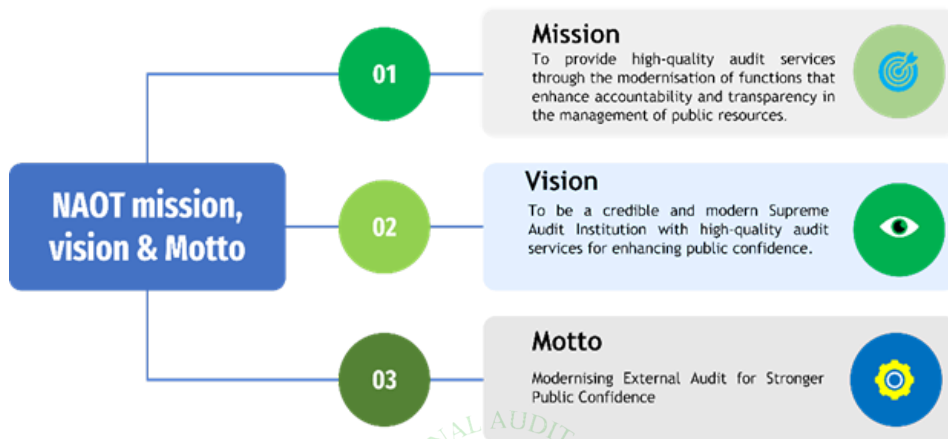 NAOT mission,
vision & Motto
01
Mission
To provide high-quality audit services
through the modernisation of functions that
enhance accountability and transparency in
the management of public resources.
02
Vision
To be a credible and modern Supreme
Audit Institution with high-quality audit
services for enhancing public confidence.
03
Motto
Modernising External Audit for Stronger
Public Confidence
AUDIT